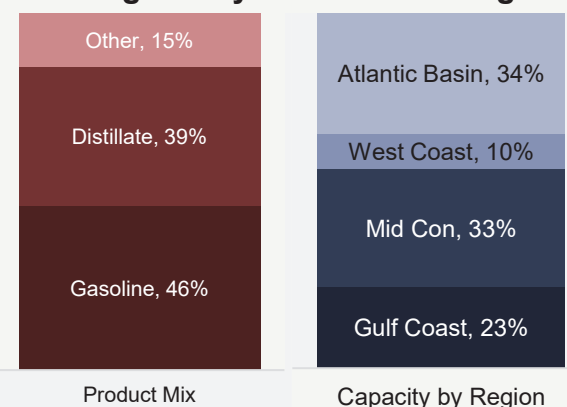 Other, 15%
Distillate, 39%
Gasoline, 46%
Product Mix
Atlantic Basin, 34%
West Coast, 10%
Mid Con, 33%
Gulf Coast, 23%
Capacity by Region